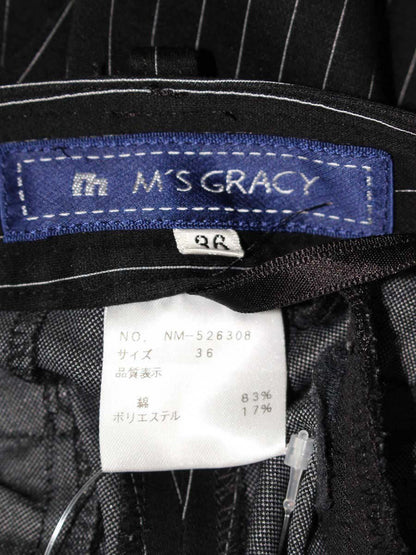 m M'S GRACY
36
NO. NM-526308
サイズ 36
品質表示
綿 83%
ポリエステル 17%